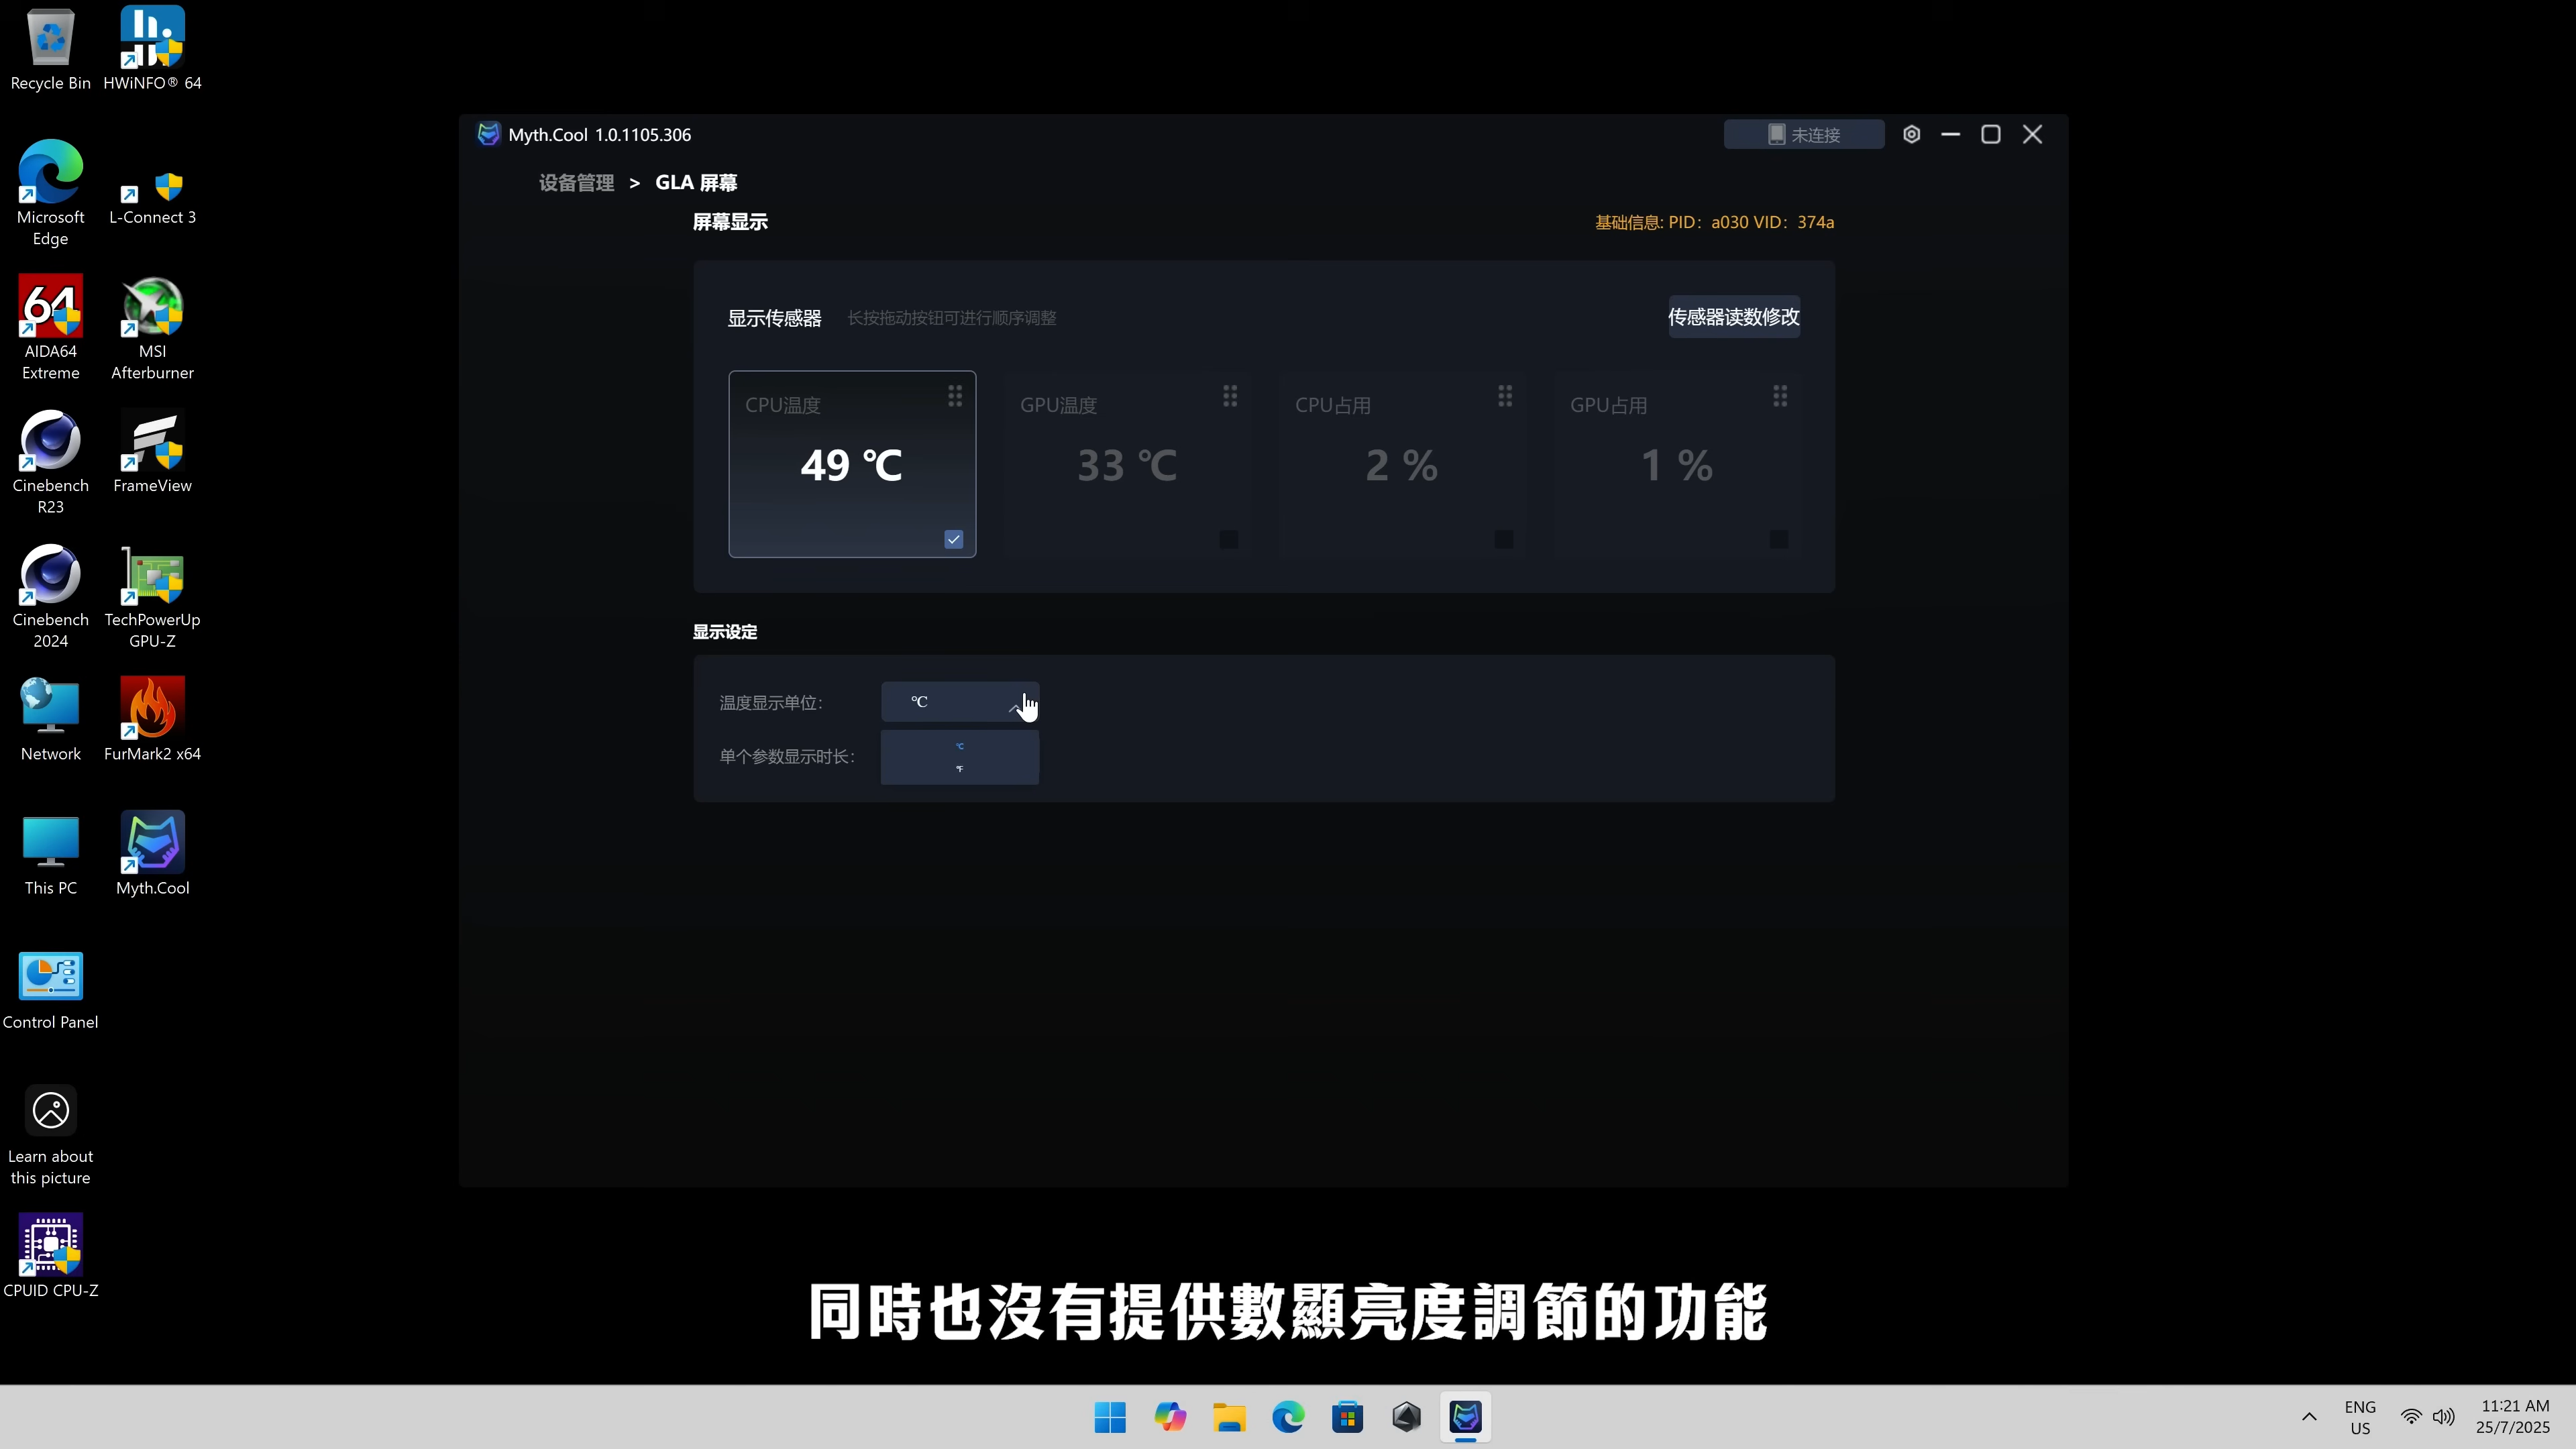 Recycle Bin
HWiNFO® 64
Microsoft
Edge
L-Connect 3
64
AIDA64
Extreme
MSI
Afterburner
Cinebench
R23
FrameView
Cinebench
2024
TechPowerUp
GPU-Z
Network
FurMark2 x64
This PC
Myth.Cool
Control Panel
Learn about
this picture
CPUID CPU-Z
Myth.Cool 1.0.1105.306
未连接
设备管理 > GLA 屏幕
屏幕显示
基础信息: PID：a030 VID：374a
显示传感器
长按拖动按钮可进行顺序调整
传感器读数修改
CPU温度
49 ℃
GPU温度
33 ℃
CPU占用
2 %
GPU占用
1 %
显示设定
温度显示单位:
℃
单个参数显示时长:
℃
℉
同時也沒有提供數顯亮度調節的功能
ENG
US
11:21 AM
25/7/2025